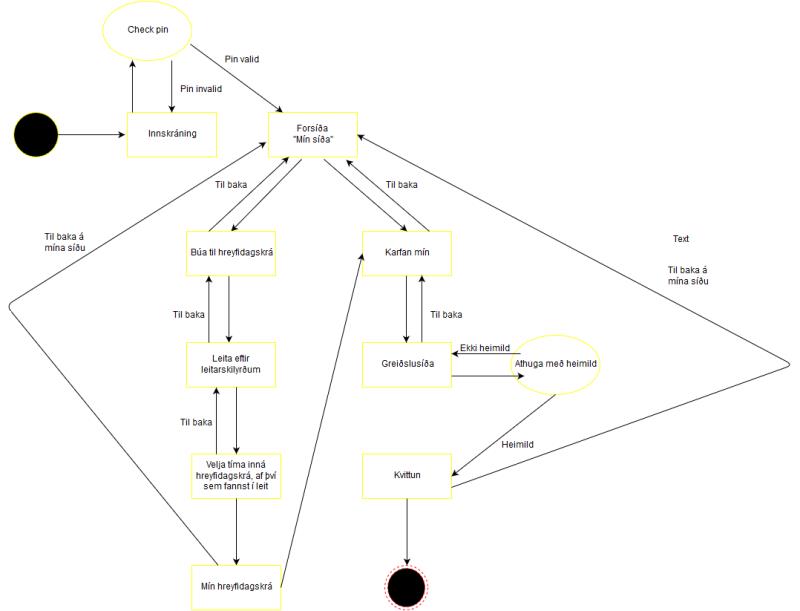 Check pin
Pin valid
Pin invalid
Innskráning
Forsíða
"Mín síða"
Til baka
Til baka
Til baka á
mína síðu
Text
Til baka á
mína síðu
Búa til hreyfidagskrá
Karfan mín
Til baka
Til baka
Leita eftir
leitarskilyrðum
Greiðslusíða
Ekki heimild
Athuga með heimild
Til baka
Heimild
Velja tíma inná
hreyfidagskrá, af því
sem fannst í leit
Kvittun
Mín hreyfidagskrá